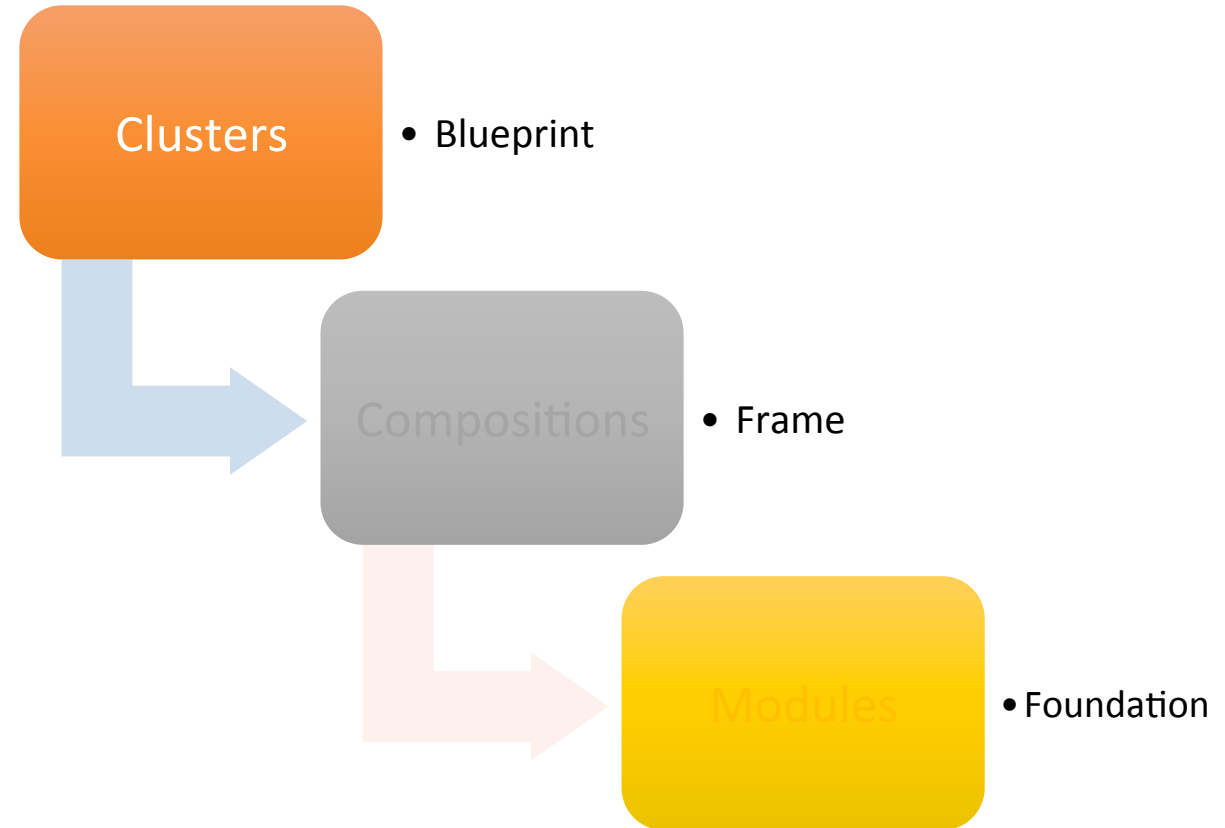 Clusters
• Blueprint
Compositions
• Frame
Modules
• Foundation